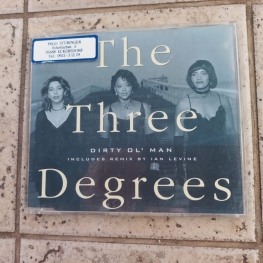 The
Three
DIRTY OL' MAN
INCLUDES REMIX BY IAN LEVINE
Degrees